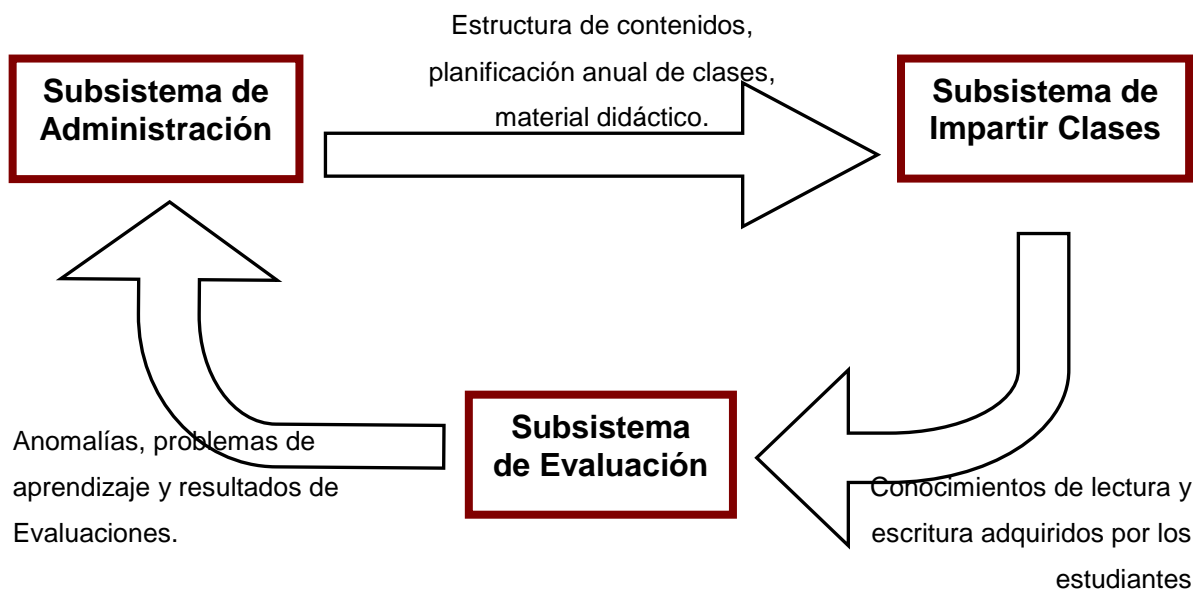 Estructura de contenidos,
planificación anual de clases,
material didáctico.
Subsistema de
Administración
Subsistema de
Impartir Clases
Subsistema
de Evaluación
Anomalías, problemas de
aprendizaje y resultados de
Evaluaciones.
Conocimientos de lectura y
escritura adquiridos por los
estudiantes